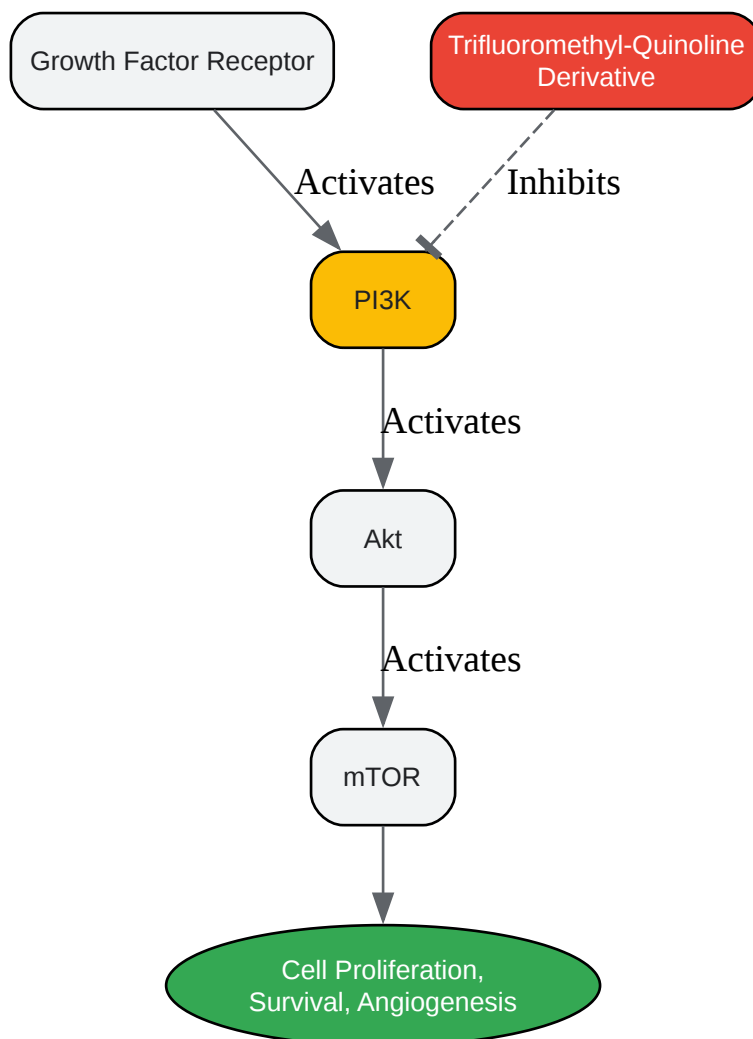 Growth Factor Receptor
Trifluoromethyl-Quinoline
Derivative
Activates
Inhibits
PI3K
Activates
Akt
Activates
mTOR
Cell Proliferation,
Survival, Angiogenesis